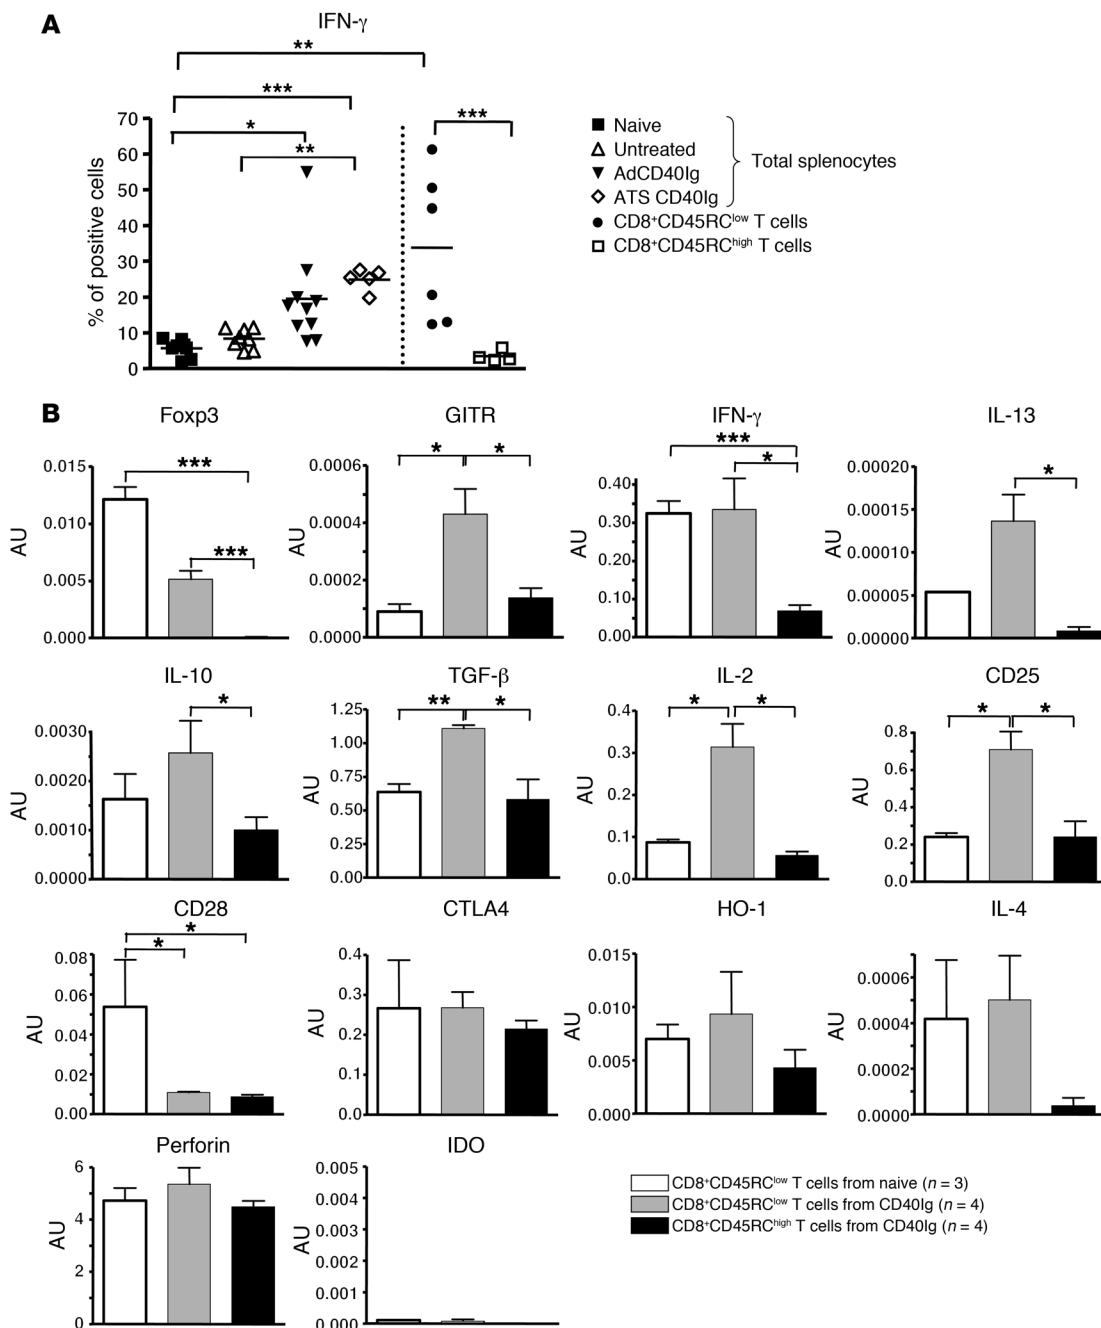 A
IFN-γ
**
***
*
**
***
70
60
50
40
30
20
10
0
% of positive cells
Naive
Untreated
AdCD40Ig
ATS CD40Ig
Total splenocytes
CD8+CD45RClow T cells
CD8+CD45RChigh T cells
B
Foxp3
GITR
IFN-γ
IL-13
0.015
0.010
0.005
0.000
AU
***
***
0.0006
0.0004
0.0002
0.0000
AU
* *
0.40
0.30
0.20
0.10
0.00
AU
***
*
0.00020
0.00015
0.00010
0.00005
0.00000
AU
*
IL-10
TGF-β
IL-2
CD25
0.0030
0.0020
0.0010
0.0000
AU
*
1.25
1.00
0.75
0.50
0.25
0.00
AU
** *
0.4
0.3
0.2
0.1
0.0
AU
* *
0.8
0.6
0.4
0.2
0.0
AU
* *
CD28
CTLA4
HO-1
IL-4
0.08
0.06
0.04
0.02
0.00
AU
*
*
0.4
0.3
0.2
0.1
0.0
AU
0.015
0.010
0.005
0.000
AU
0.0006
0.0004
0.0002
0.0000
AU
Perforin
IDO
6
4
2
0
AU
0.005
0.004
0.003
0.002
0.001
0.000
AU
CD8+CD45RClow T cells from naive (n = 3)
CD8+CD45RClow T cells from CD40Ig (n = 4)
CD8+CD45RChigh T cells from CD40Ig (n = 4)